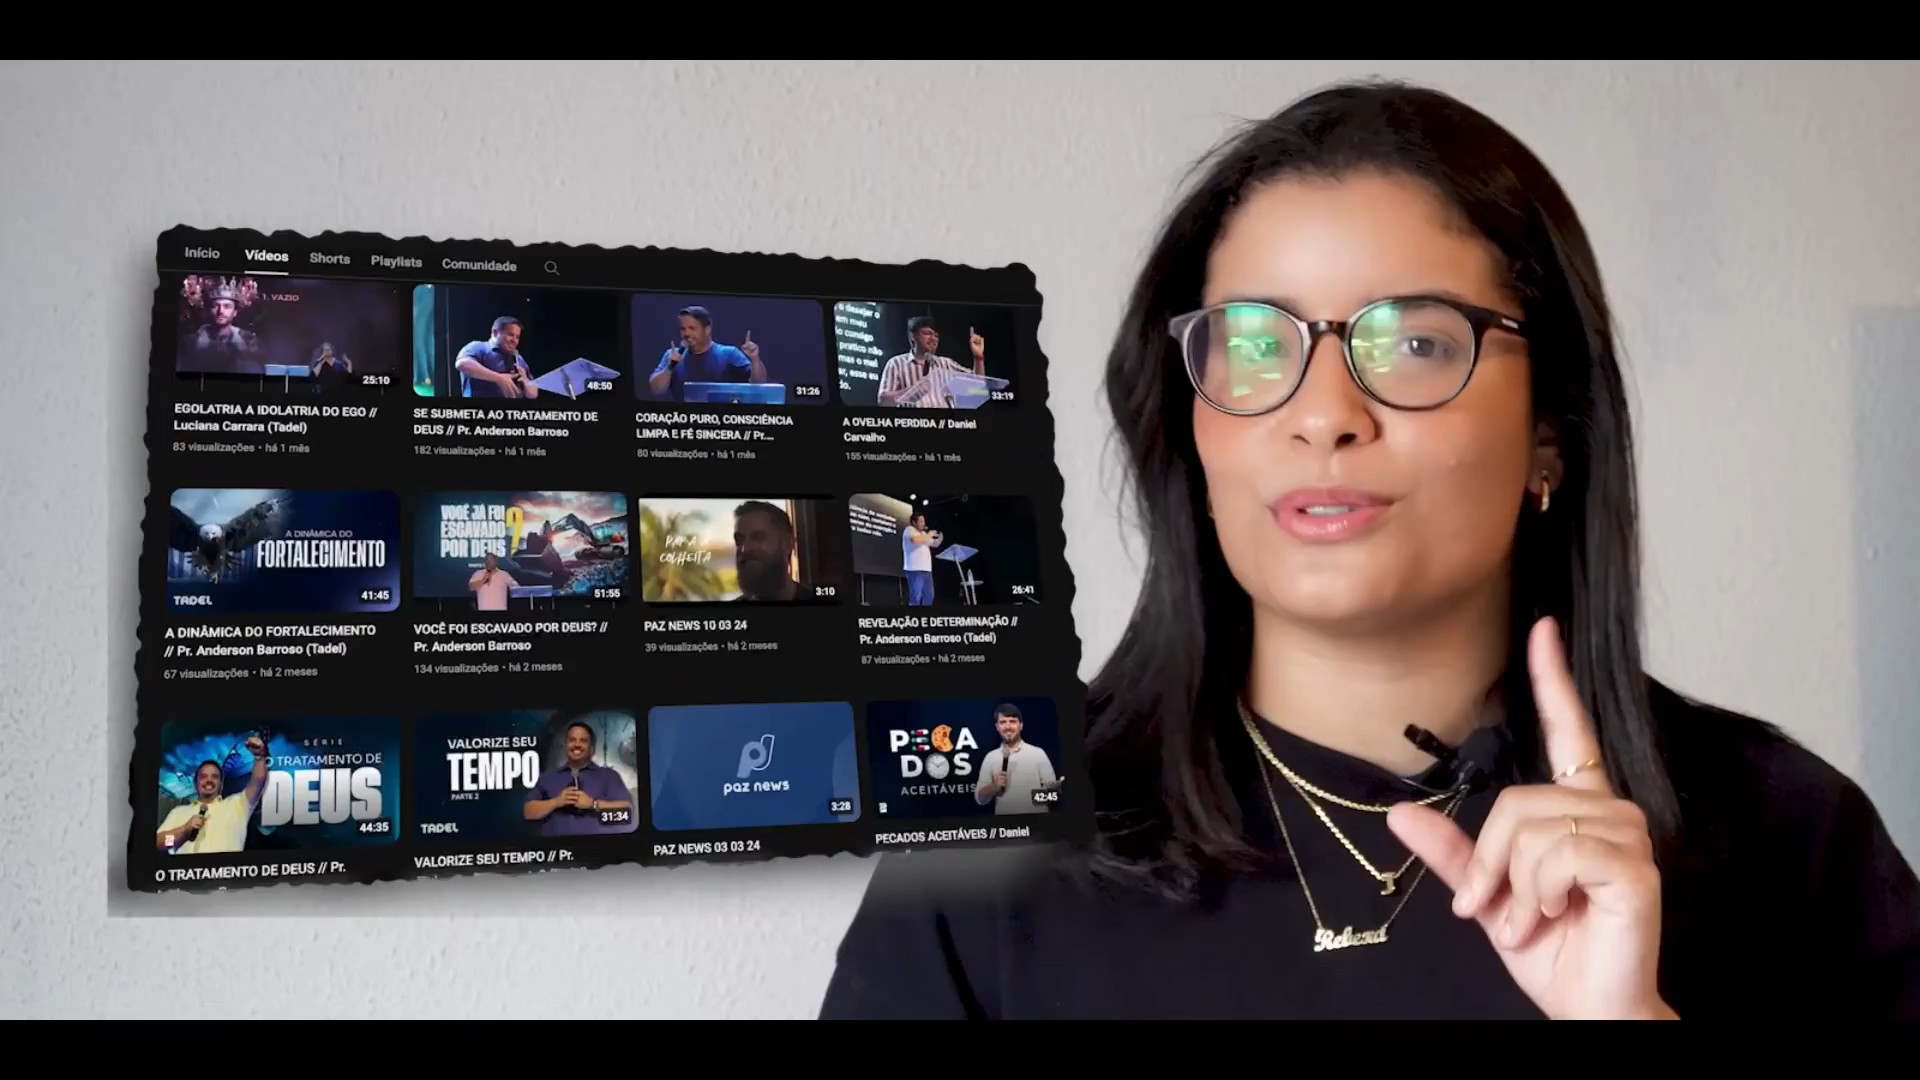 Início Vídeos Shorts Playlists Comunidade
1. VAZIO
25:10
48:50
31:26
33:19
EGOLATRIA A IDOLATRIA DO EGO //
Luciana Carrara (Tadel)
83 visualizações • há 1 mês
SE SUBMETA AO TRATAMENTO DE
DEUS // Pr. Anderson Barroso
182 visualizações • há 1 mês
CORAÇÃO PURO, CONSCIÊNCIA
LIMPA E FÉ SINCERA // Pr....
80 visualizações • há 1 mês
A OVELHA PERDIDA // Daniel
Carvalho
155 visualizações • há 1 mês
A DINÂMICA DO
FORTALECIMENTO
TADEL
41:45
VOCÊ JÁ FOI
ESCAVADO
POR DEUS?
51:55
PARA A
COLHEITA
3:10
26:41
A DINÂMICA DO FORTALECIMENTO
// Pr. Anderson Barroso (Tadel)
67 visualizações • há 2 meses
VOCÊ FOI ESCAVADO POR DEUS? //
Pr. Anderson Barroso
134 visualizações • há 2 meses
PAZ NEWS 10 03 24
39 visualizações • há 2 meses
REVELAÇÃO E DETERMINAÇÃO //
Pr. Anderson Barroso (Tadel)
87 visualizações • há 2 meses
SÉRIE
O TRATAMENTO DE
DEUS
44:35
VALORIZE SEU
TEMPO
PARTE 2
TADEL
31:34
paz news
3:28
PECADOS
ACEITÁVEIS
42:45
O TRATAMENTO DE DEUS // Pr.
VALORIZE SEU TEMPO // Pr.
PAZ NEWS 03 03 24
PECADOS ACEITÁVEIS // Daniel
Rebeca